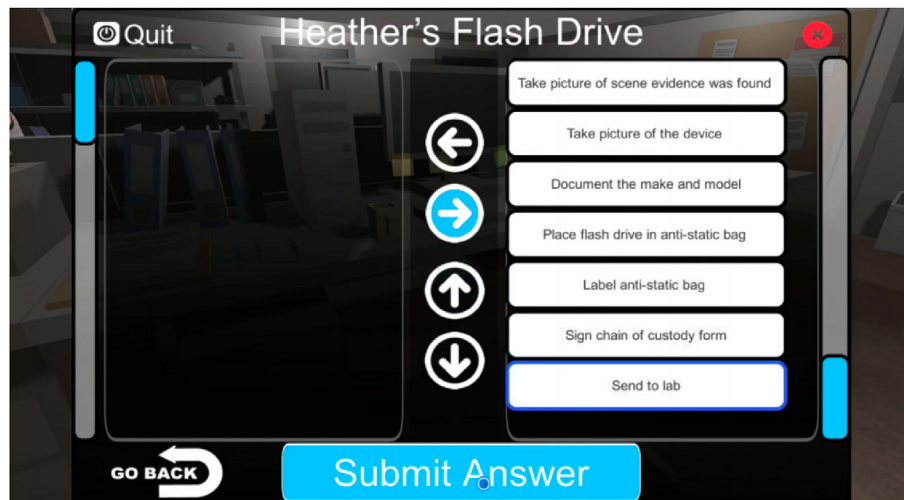 Quit
Heather's Flash Drive
Take picture of scene evidence was found
Take picture of the device
Document the make and model
Place flash drive in anti-static bag
Label anti-static bag
Sign chain of custody form
Send to lab
GO BACK
Submit Answer